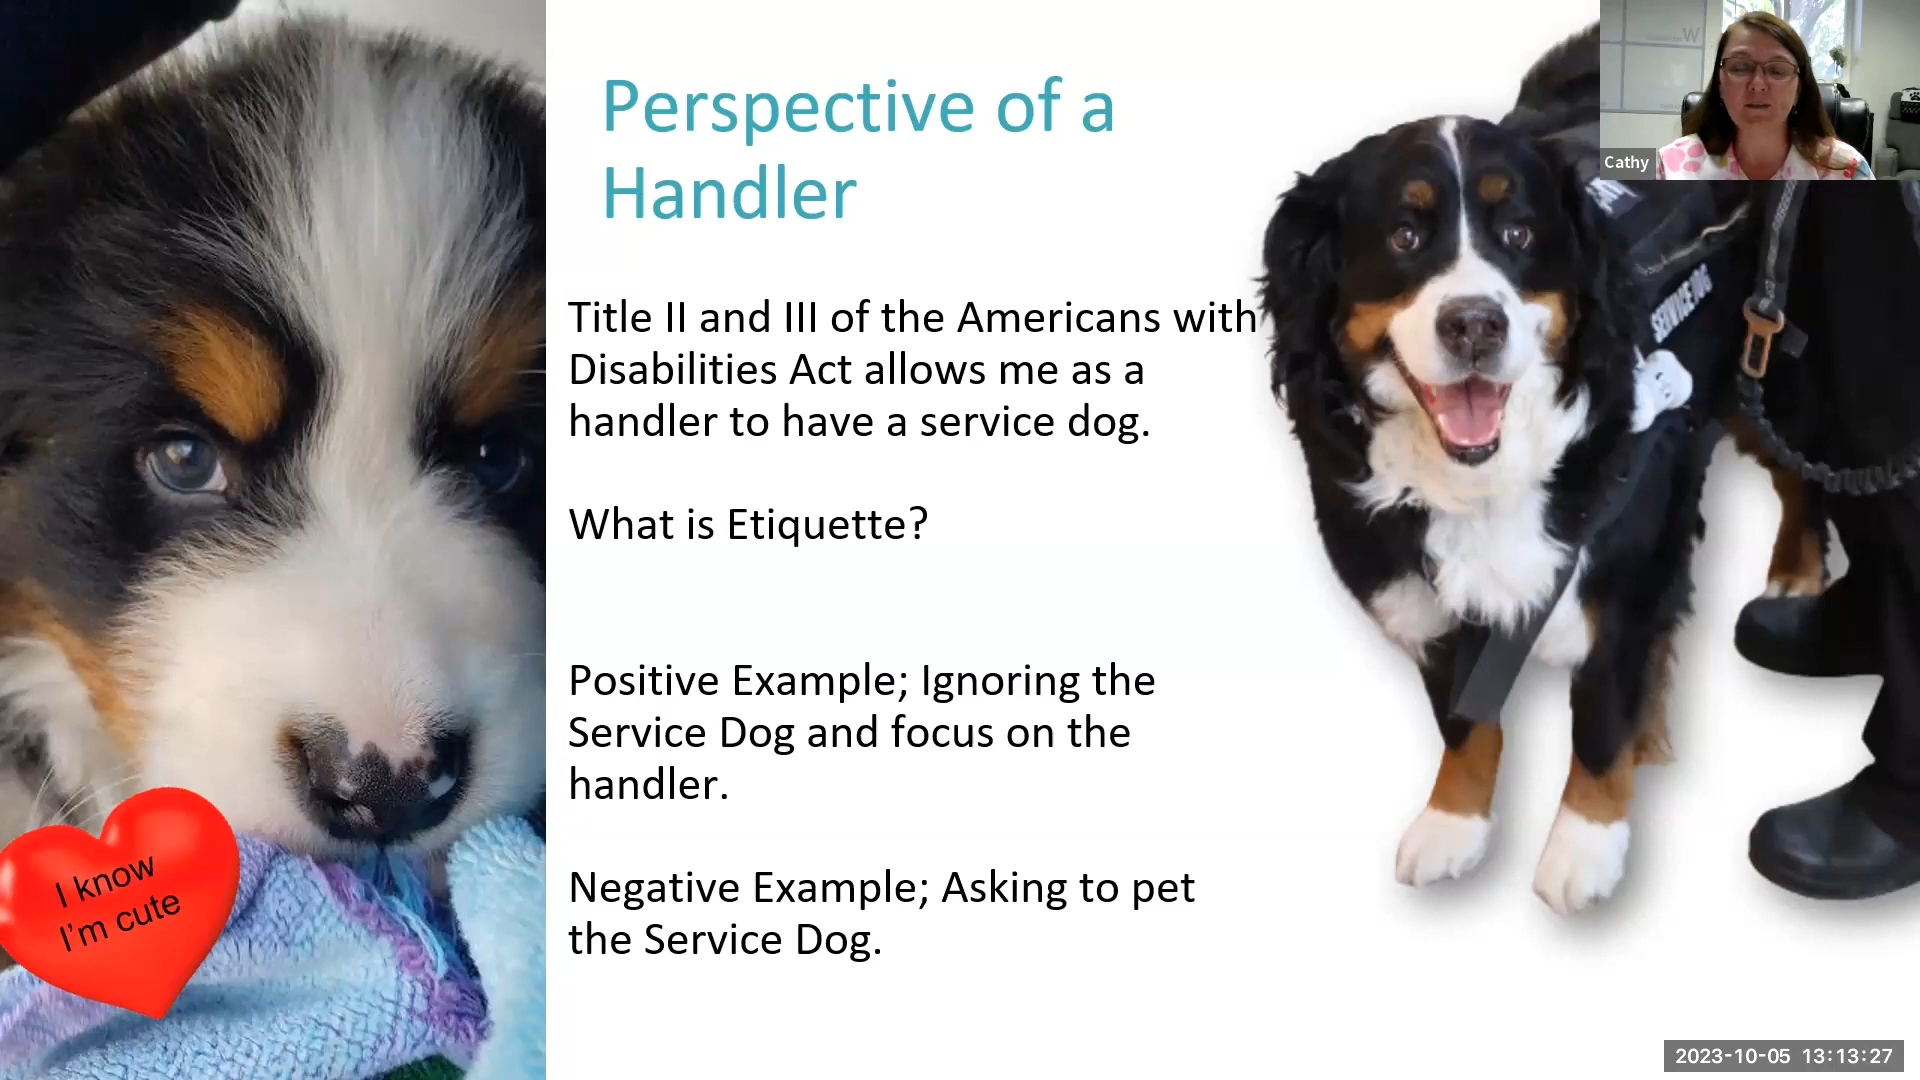 Perspective of a
Handler
Title II and III of the Americans with
Disabilities Act allows me as a
handler to have a service dog.
What is Etiquette?
Positive Example; Ignoring the
Service Dog and focus on the
handler.
Negative Example; Asking to pet
the Service Dog.
I know
I'm cute
SERVICE DOG
W
Cathy
2023-10-05 13:13:27